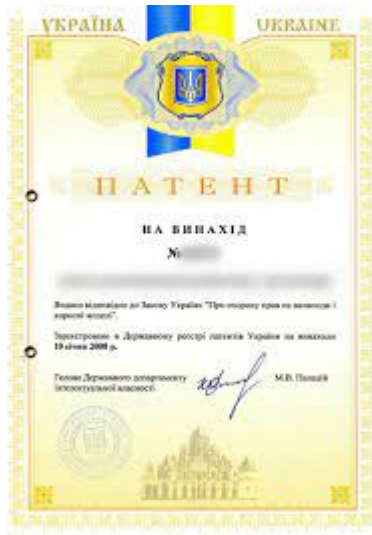 УКРАЇНА UKRAINE
ПАТЕНТ
НА ВИНАХІД
№
Видано відповідно до Закону України "Про охорону прав на винаходи і
корисні моделі".
Зареєстровано в Державному реєстрі патентів України на винаходи
10 січня 2008 р.
Голова Державного департаменту
інтелектуальної власності
М.В. Паладій